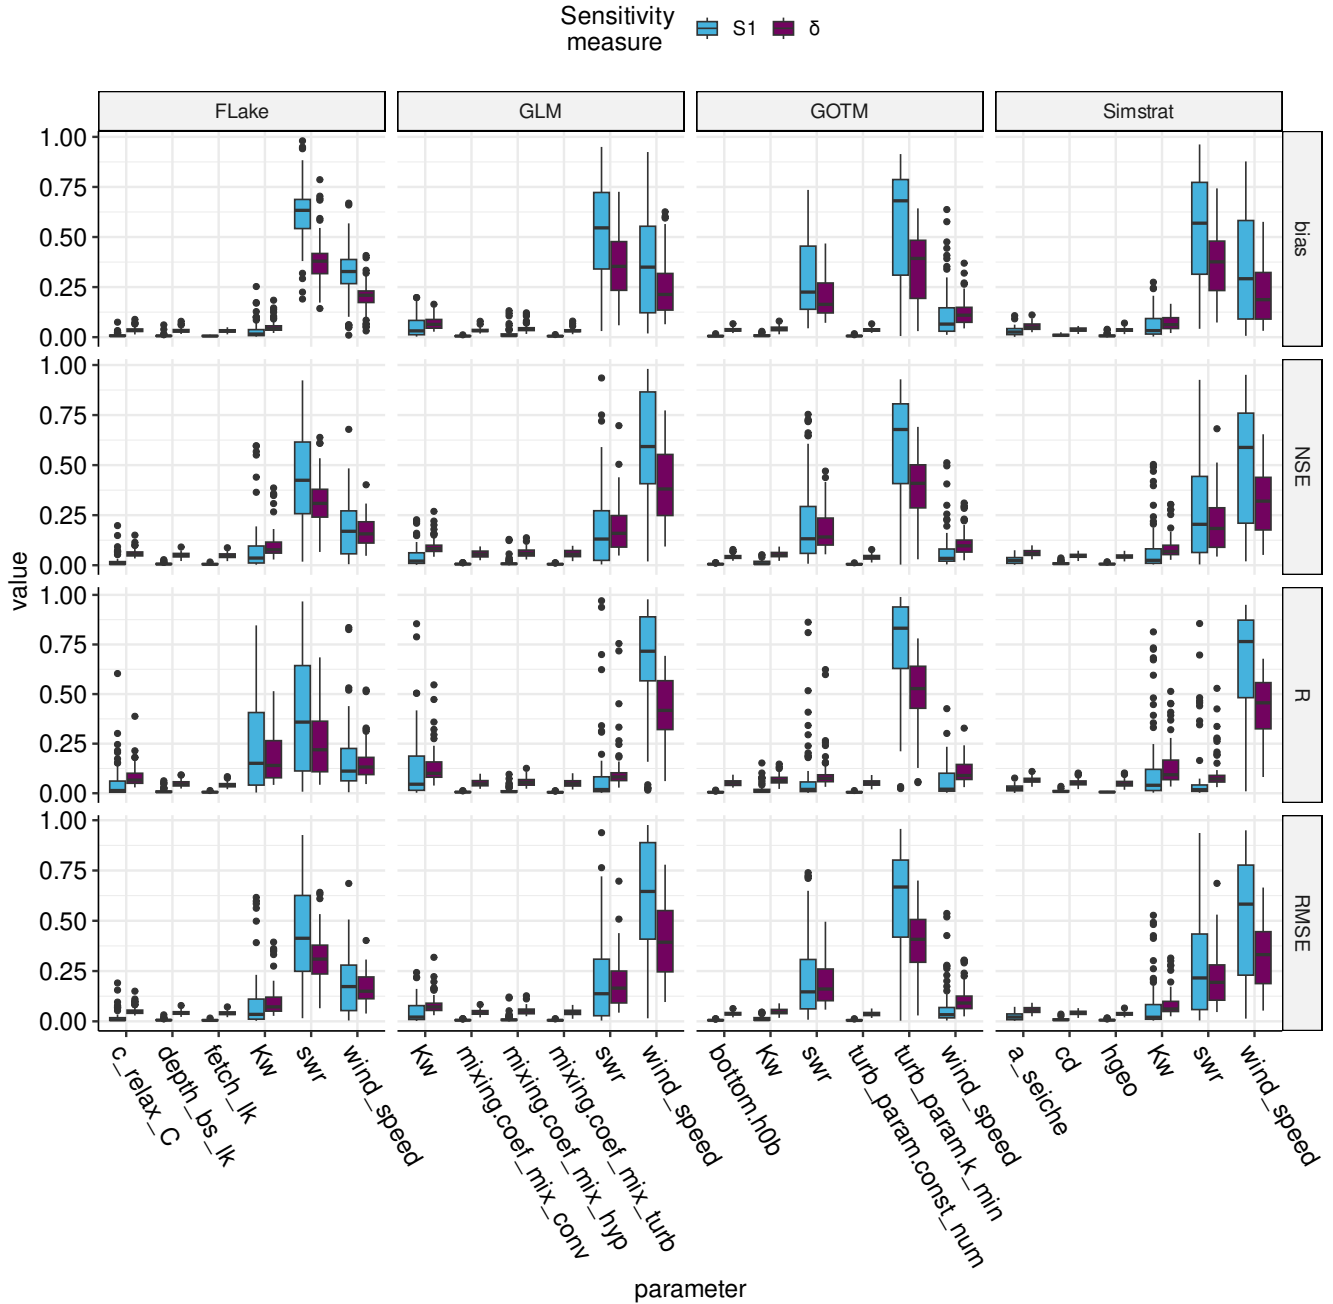 Sensitivity
measure
S1
δ
FLake
GLM
GOTM
Simstrat
1.00
0.75
0.50
0.25
0.00
bias
1.00
0.75
0.50
0.25
0.00
NSE
1.00
0.75
0.50
0.25
0.00
R
1.00
0.75
0.50
0.25
0.00
RMSE
value
c_relax_C
depth_bs_lk
fetch_lk
Kw
swr
wind_speed
Kw
mixing.coef_mix_conv
mixing.coef_mix_hyp
mixing.coef_mix_turb
swr
wind_speed
bottom.h0b
Kw
swr
turb_param.const_num
turb_param.k_min
wind_speed
a_seiche
cd
hgeo
Kw
swr
wind_speed
parameter